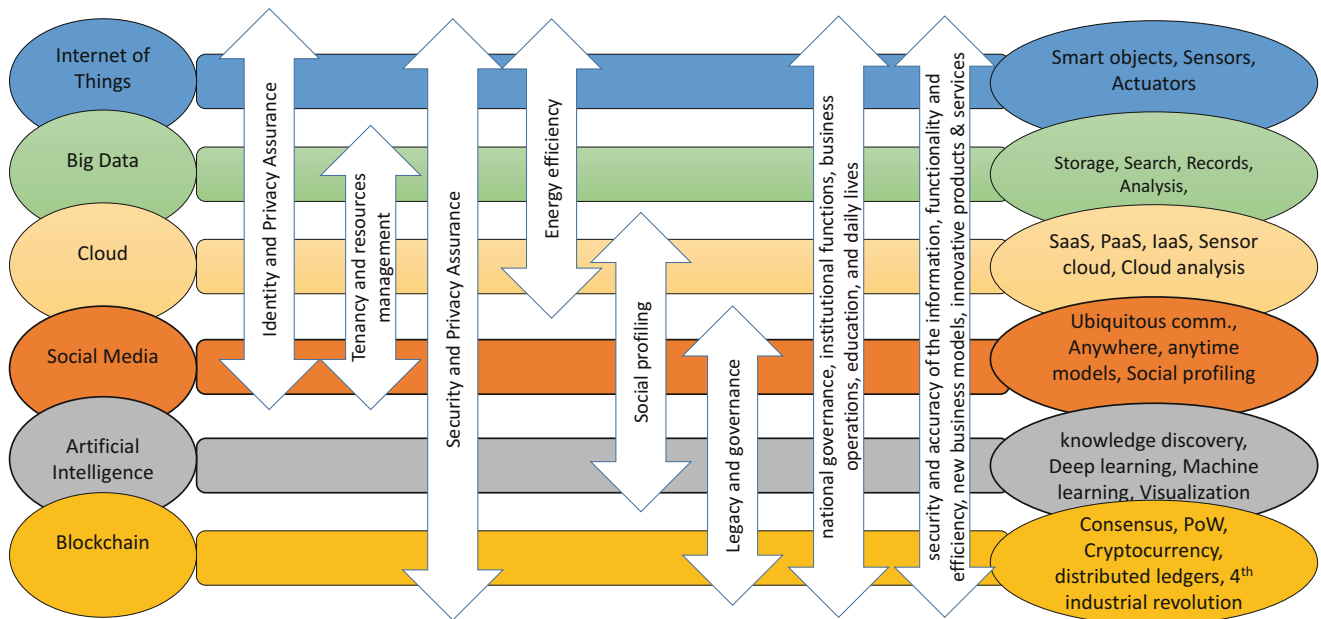 Internet of
Things
Big Data
Cloud
Social Media
Artificial
Intelligence
Blockchain
Identity and Privacy Assurance
Tenancy and resources
management
Security and Privacy Assurance
Energy efficiency
Social profiling
Legacy and governance
national governance, institutional functions, business
operations, education, and daily lives
security and accuracy of the information, functionality and
efficiency, new business models, innovative products & services
Smart objects, Sensors,
Actuators
Storage, Search, Records,
Analysis,
SaaS, PaaS, IaaS, Sensor
cloud, Cloud analysis
Ubiquitous comm.,
Anywhere, anytime
models, Social profiling
knowledge discovery,
Deep learning, Machine
learning, Visualization
Consensus, PoW,
Cryptocurrency,
distributed ledgers, 4th
industrial revolution